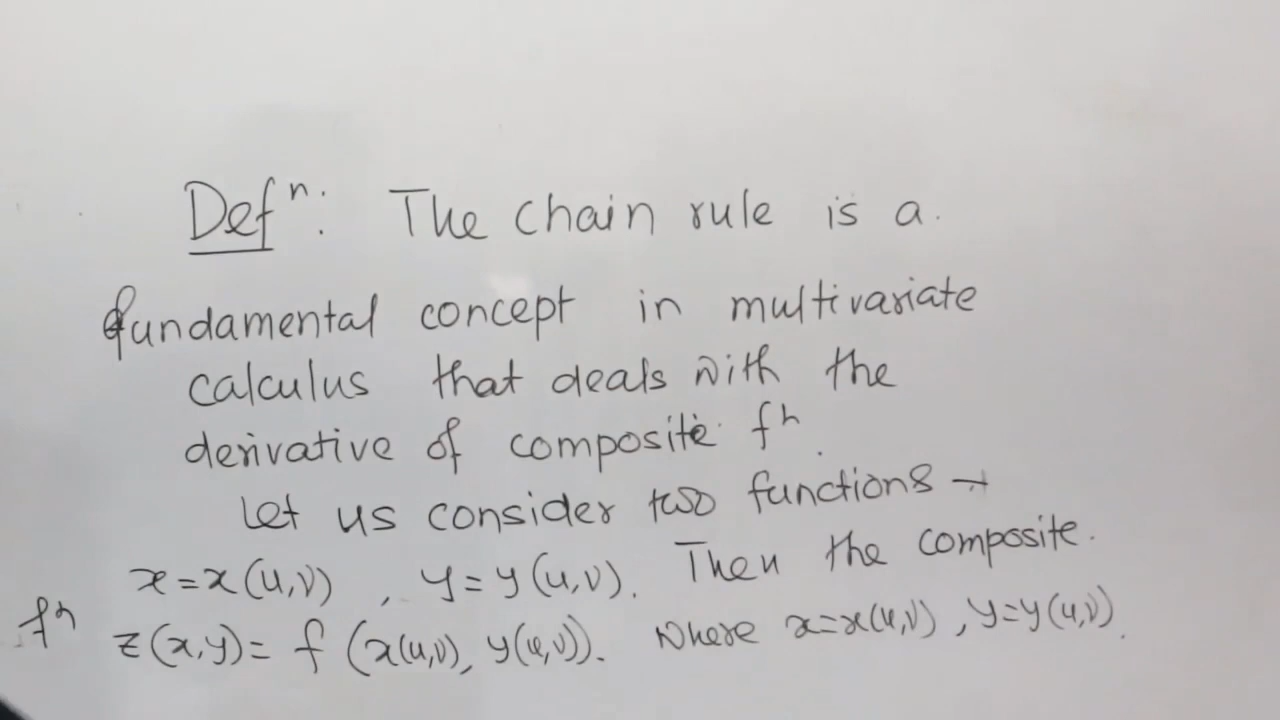 Defⁿ: The chain rule is a
fundamental concept in multivariate
calculus that deals with the
derivative of composite fⁿ.
Let us consider two functions →
x = x(u,v), y = y(u,v). Then the composite.
fⁿ z(x,y) = f (x(u,v), y(u,v)). Where x=x(u,v), y=y(u,v).